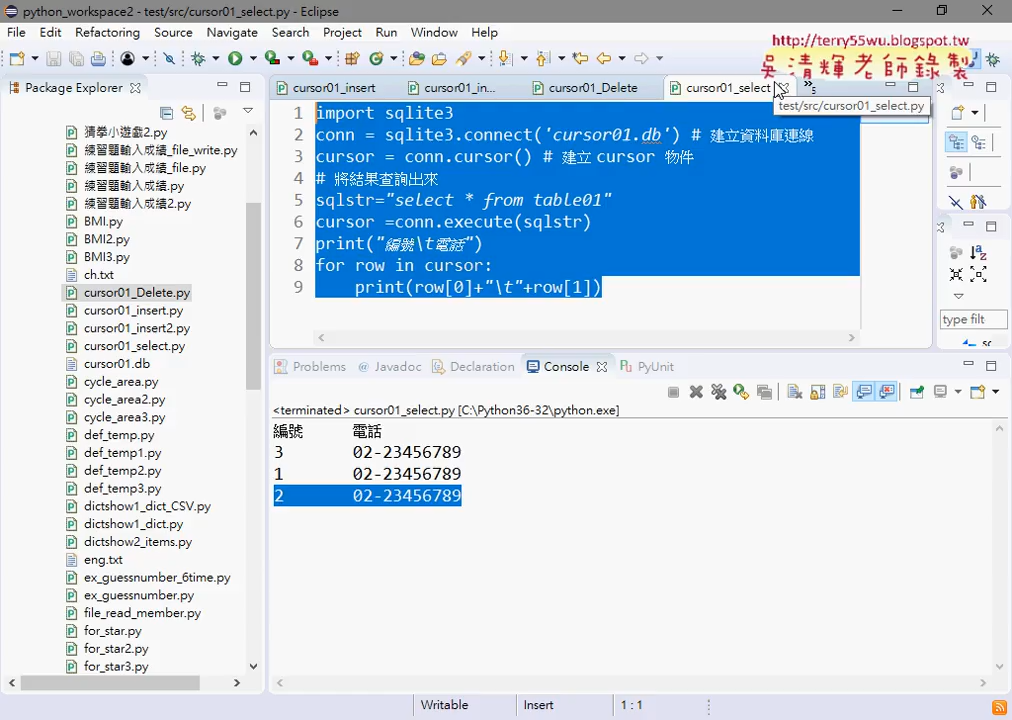 python_workspace2 - test/src/cursor01_select.py - Eclipse
File Edit Refactoring Source Navigate Search Project Run Window Help
http://terry55wu.blogspot.tw
吳清輝老師錄製
Package Explorer
cursor01_insert
cursor01_in...
cursor01_Delete
cursor01_select
5
test/src/cursor01_select.py
猜拳小遊戲2.py
練習題輸入成績_file_write.py
練習題輸入成績_file.py
練習題輸入成績.py
練習題輸入成績2.py
BMI.py
BMI2.py
BMI3.py
ch.txt
cursor01_Delete.py
cursor01_insert.py
cursor01_insert2.py
cursor01_select.py
cursor01.db
cycle_area.py
cycle_area2.py
cycle_area3.py
def_temp.py
def_temp1.py
def_temp2.py
def_temp3.py
dictshow1_dict_CSV.py
dictshow1_dict.py
dictshow2_items.py
eng.txt
ex_guessnumber_6time.py
ex_guessnumber.py
file_read_member.py
for_star.py
for_star2.py
for_star3.py
1 import sqlite3
2 conn = sqlite3.connect('cursor01.db') # 建立資料庫連線
3 cursor = conn.cursor() # 建立 cursor 物件
4 # 將結果查詢出來
5 sqlstr="select * from table01"
6 cursor =conn.execute(sqlstr)
7 print("編號\t電話")
8 for row in cursor:
9 print(row[0]+"\t"+row[1])
type filt
Problems @ Javadoc Declaration Console PyUnit
<terminated> cursor01_select.py [C:\Python36-32\python.exe]
編號 電話
3 02-23456789
1 02-23456789
2 02-23456789
Writable Insert 1 : 1